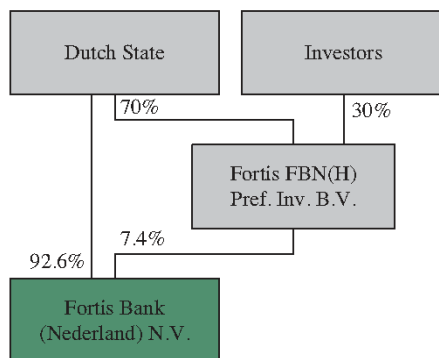 Dutch State
Investors
70%
30%
Fortis FBN(H)
Pref. Inv. B.V.
7.4%
92.6%
Fortis Bank
(Nederland) N.V.